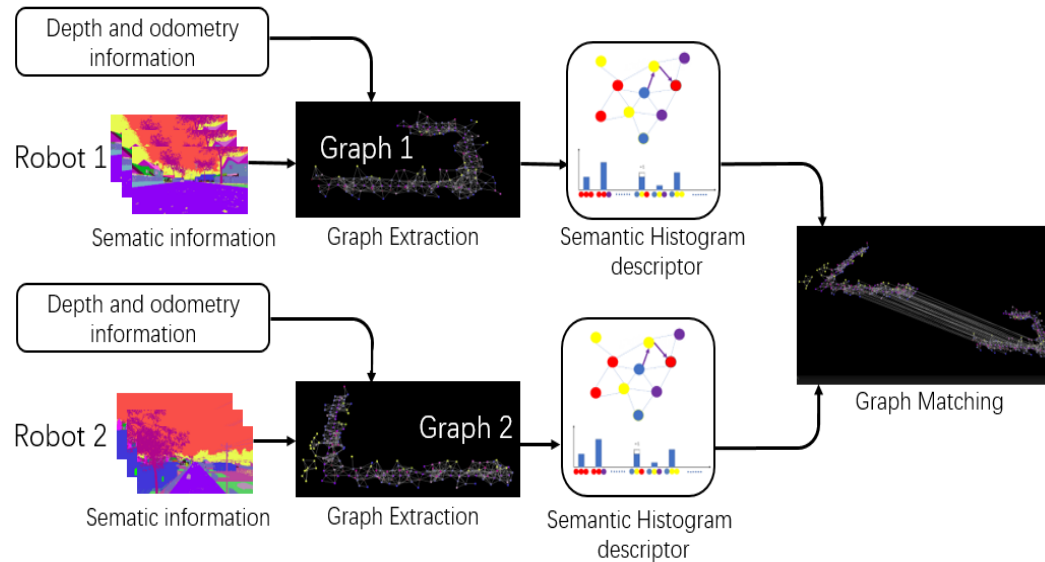 Depth and odometry
information
Robot 1
Sematic information
Graph 1
Graph Extraction
Semantic Histogram
descriptor
Depth and odometry
information
Robot 2
Sematic information
Graph 2
Graph Extraction
Semantic Histogram
descriptor
Graph Matching